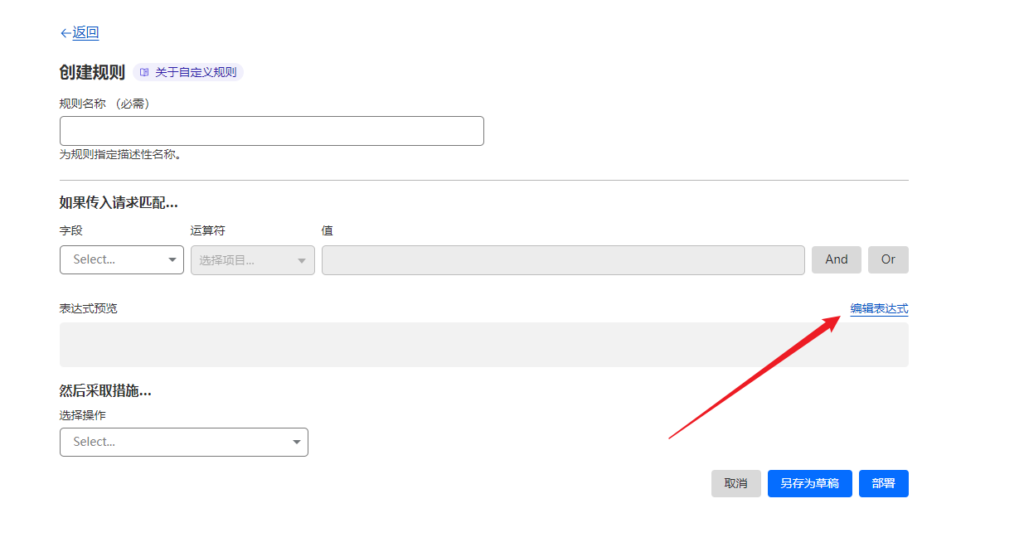 ←返回
创建规则 关于自定义规则
规则名称 （必需）
为规则指定描述性名称。
如果传入请求匹配...
字段 运算符 值
Select... 选择项目... And Or
表达式预览 编辑表达式
然后采取措施...
选择操作
Select...
取消 另存为草稿 部署